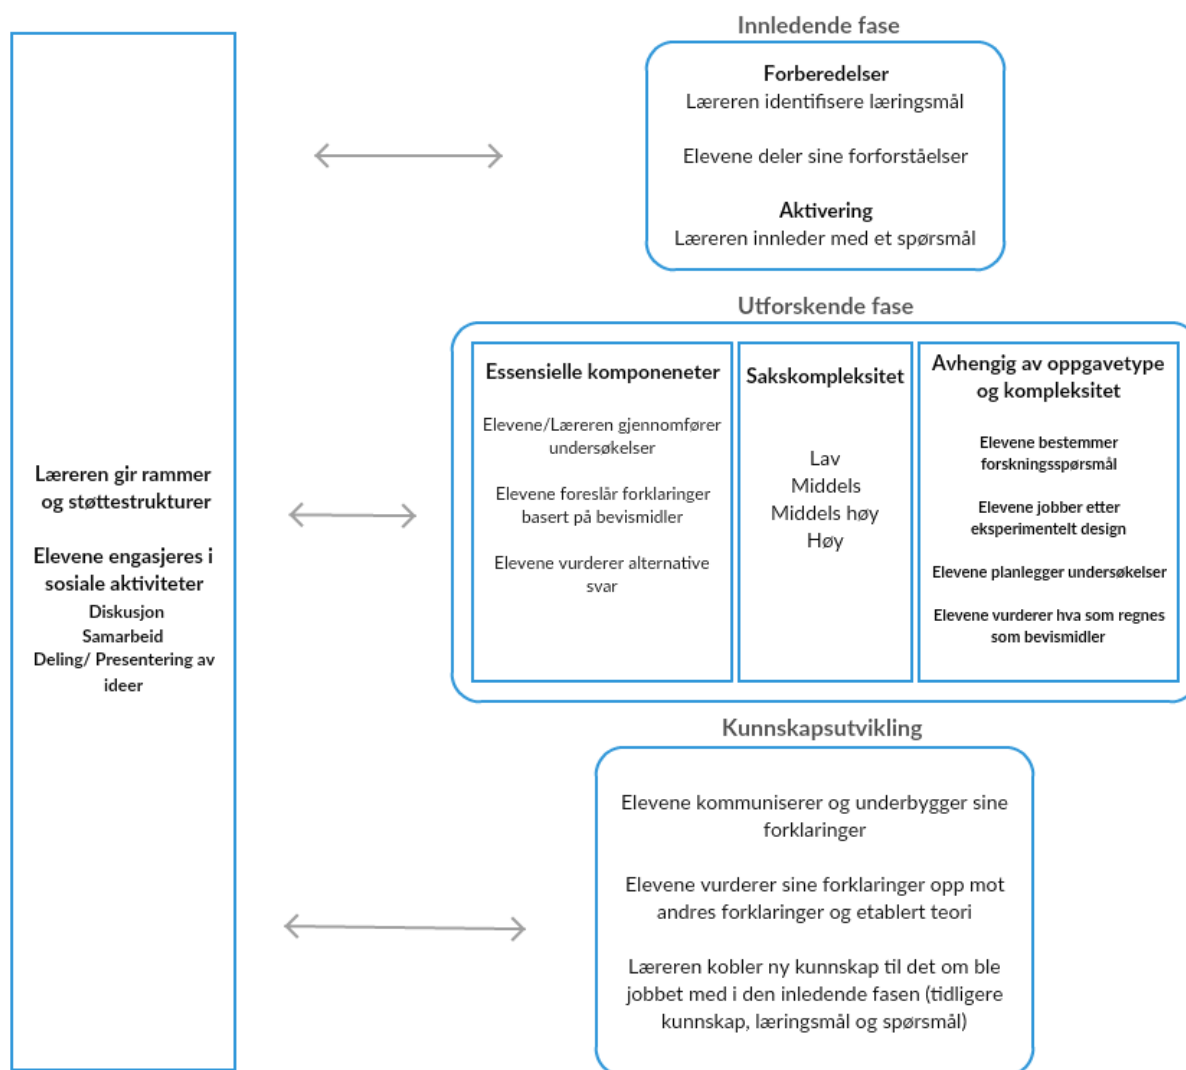 Læreren gir rammer
og støttestrukturer
Elevene engasjeres i
sosiale aktiviteter
Diskusjon
Samarbeid
Deling/ Presentering av
ideer
Innledende fase
Forberedelser
Læreren identifisere læringsmål
Elevene deler sine forforståelser
Aktivering
Læreren innleder med et spørsmål
Utforskende fase
Essensielle komponeneter
Elevene/Læreren gjennomfører
undersøkelser
Elevene foreslår forklaringer
basert på bevismidler
Elevene vurderer alternative
svar
Sakskompleksitet
Lav
Middels
Middels høy
Høy
Avhengig av oppgavetype
og kompleksitet
Elevene bestemmer
forskningsspørsmål
Elevene jobber etter
eksperimentelt design
Elevene planlegger undersøkelser
Elevene vurderer hva som regnes
som bevismidler
Kunnskapsutvikling
Elevene kommuniserer og underbygger sine
forklaringer
Elevene vurderer sine forklaringer opp mot
andres forklaringer og etablert teori
Læreren kobler ny kunnskap til det om ble
jobbet med i den inledende fasen (tidligere
kunnskap, læringsmål og spørsmål)